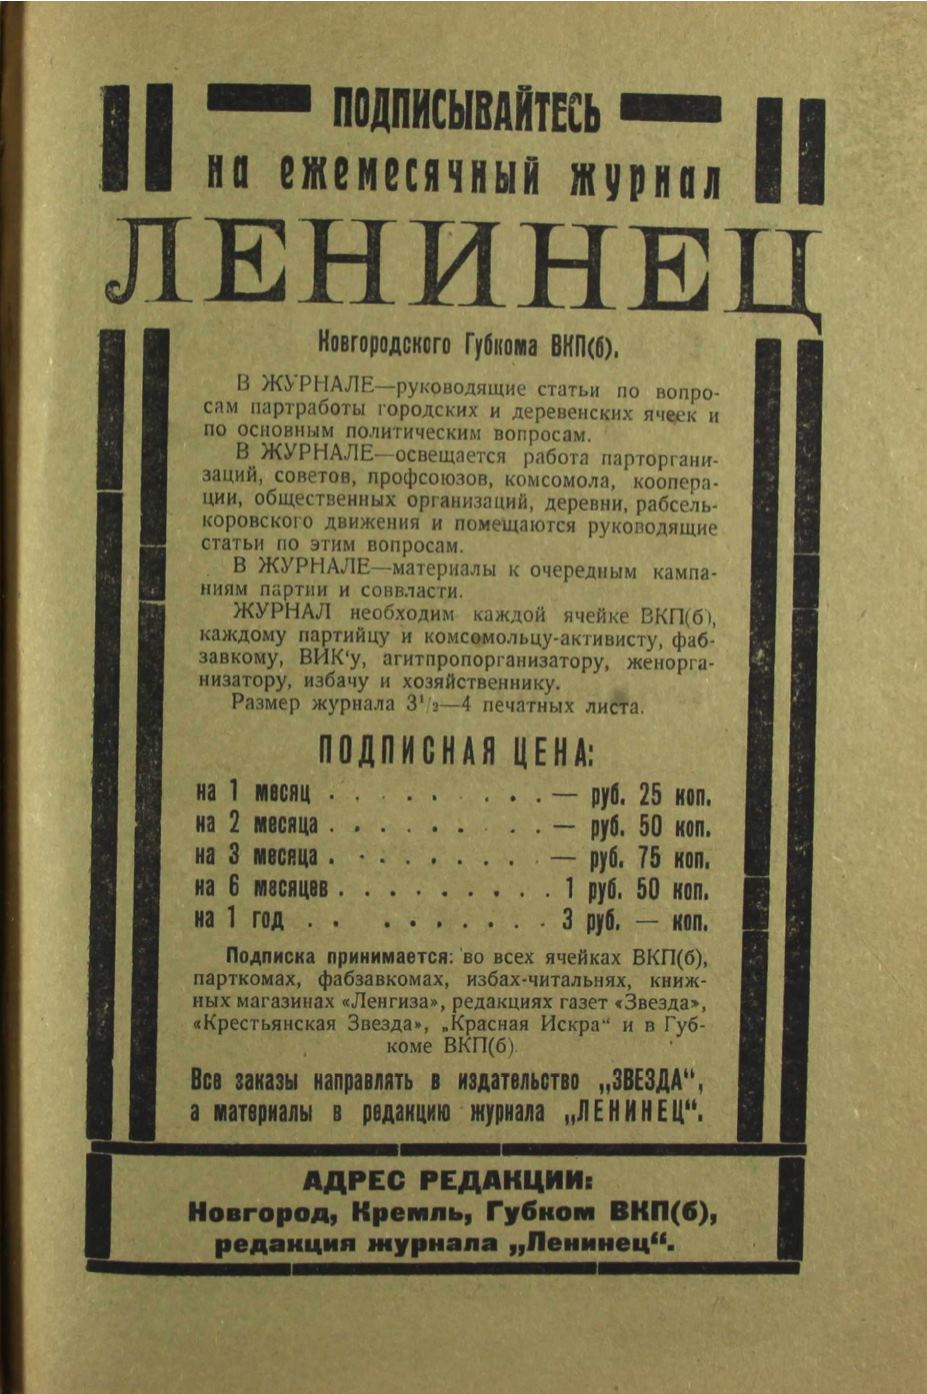 ПОДПИСЫВАЙТЕСЬ
на ежемесячный журнал
ЛЕНИНЕЦ
Новгородского Губкома ВКП(б).
В ЖУРНАЛЕ—руководящие статьи по вопро-
сам партработы городских и деревенских ячеек и
по основным политическим вопросам.
В ЖУРНАЛЕ—освещается работа парторгани-
заций, советов, профсоюзов, комсомола, коопера-
ции, общественных организаций, деревни, рабсель-
коровского движения и помещаются руководящие
статьи по этим вопросам.
В ЖУРНАЛЕ—материалы к очередным кампа-
ниям партии и соввласти.
ЖУРНАЛ необходим каждой ячейке ВКП(б),
каждому партийцу и комсомольцу-активисту, фаб-
завкому, ВИК‘у, агитпропорганизатору, женорга-
низатору, избачу и хозяйственнику.
Размер журнала 3¹/₂—4 печатных листа.
ПОДПИСНАЯ ЦЕНА:
на 1 месяц . . . . . . . . . — руб. 25 коп.
на 2 месяца . . . . . . . . — руб. 50 коп.
на 3 месяца . . . . . . . . — руб. 75 коп.
на 6 месяцев . . . . . . . . . 1 руб. 50 коп.
на 1 год . . . . . . . . . 3 руб. — коп.
Подписка принимается: во всех ячейках ВКП(б),
парткомах, фабзавкомах, избах-читальнях, книж-
ных магазинах «Ленгиза», редакциях газет «Звезда»,
«Крестьянская Звезда», „Красная Искра“ и в Губ-
коме ВКП(б).
Все заказы направлять в издательство „ЗВЕЗДА“,
а материалы в редакцию журнала „ЛЕНИНЕЦ“.
АДРЕС РЕДАКЦИИ:
Новгород, Кремль, Губком ВКП(б),
редакция журнала „Ленинец“.